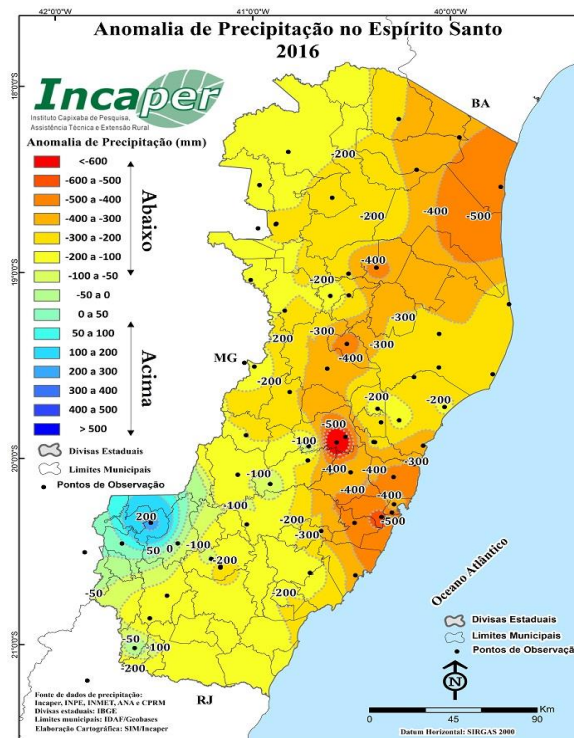 42°0'0"W
41°0'0"W
40°0'0"W
Anomalia de Precipitação no Espírito Santo
2016
18°0'0"S
19°0'0"S
20°0'0"S
21°0'0"S
Incaper
Instituto Capixaba de Pesquisa,
Assistência Técnica e Extensão Rural
Anomalia de Precipitação (mm)
<-600
-600 a -500
-500 a -400
-400 a -300
-300 a -200
-200 a -100
-100 a -50
-50 a 0
0 a 50
50 a 100
100 a 200
200 a 300
300 a 400
400 a 500
> 500
Abaixo
Acima
Divisas Estaduais
Limites Municipais
Pontos de Observação
BA
MG
RJ
-200
-200
-400
-500
-400
-200
-300
-300
-300
-200
-400
-200
-200
-200
-500
-100
-300
-400
-400
-100
-400
-400
-100
-500
200
-200
-300
50
0
-100
-200
-50
-200
-50
-100
-200
Oceano Atlântico
Divisas Estaduais
Limites Municipais
Pontos de Observaçã
N
Km
0
45
90
Datum Horizontal: SIRGAS 2000
Fonte de dados de precipitação:
Incaper, INPE, INMET, ANA e CPRM
Divisas estaduais: IBGE
Limites municipais: IDAF/Geobases
Elaboração Cartográfica: SIM/Incaper